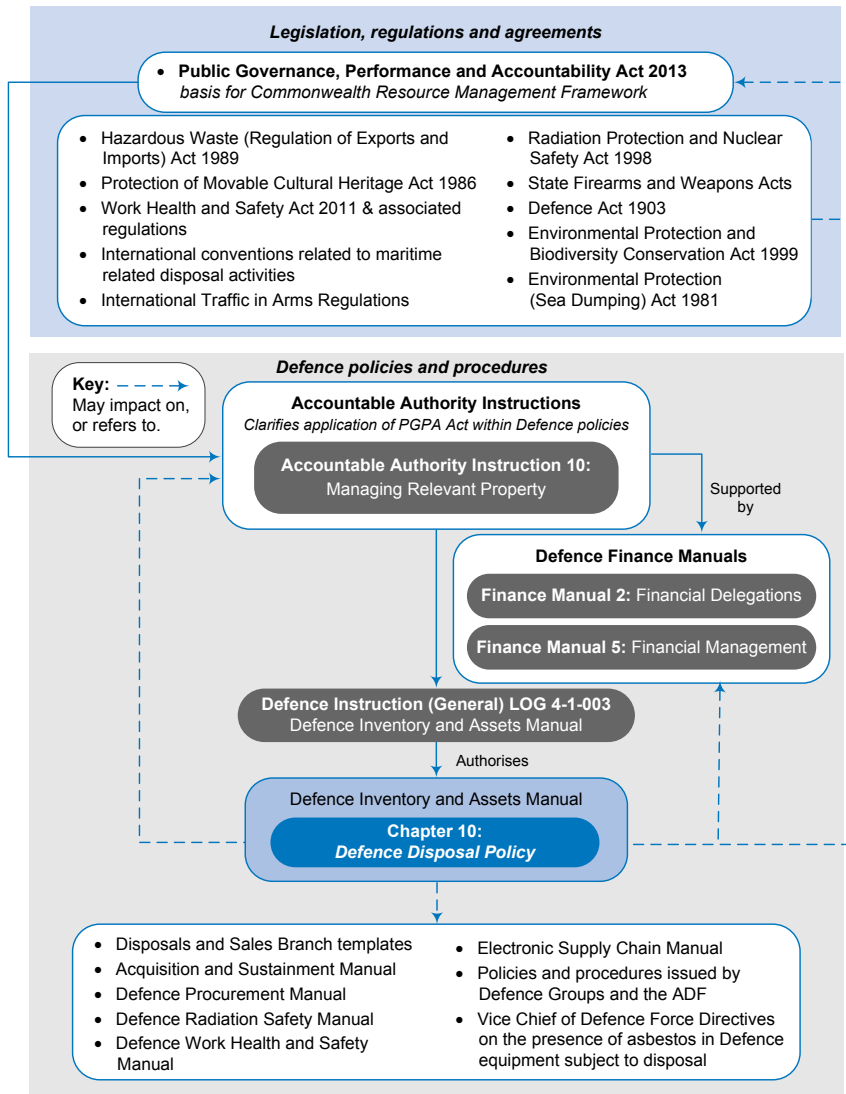 Legislation, regulations and agreements
• Public Governance, Performance and Accountability Act 2013
basis for Commonwealth Resource Management Framework
• Hazardous Waste (Regulation of Exports and
Imports) Act 1989
• Protection of Movable Cultural Heritage Act 1986
• Work Health and Safety Act 2011 & associated
regulations
• International conventions related to maritime
related disposal activities
• International Traffic in Arms Regulations
• Radiation Protection and Nuclear
Safety Act 1998
• State Firearms and Weapons Acts
• Defence Act 1903
• Environmental Protection and
Biodiversity Conservation Act 1999
• Environmental Protection
(Sea Dumping) Act 1981
Defence policies and procedures
Key:
May impact on,
or refers to.
Accountable Authority Instructions
Clarifies application of PGPA Act within Defence policies
Accountable Authority Instruction 10:
Managing Relevant Property
Supported
by
Defence Finance Manuals
Finance Manual 2: Financial Delegations
Finance Manual 5: Financial Management
Defence Instruction (General) LOG 4-1-003
Defence Inventory and Assets Manual
Authorises
Defence Inventory and Assets Manual
Chapter 10:
Defence Disposal Policy
• Disposals and Sales Branch templates
• Acquisition and Sustainment Manual
• Defence Procurement Manual
• Defence Radiation Safety Manual
• Defence Work Health and Safety
Manual
• Electronic Supply Chain Manual
• Policies and procedures issued by
Defence Groups and the ADF
• Vice Chief of Defence Force Directives
on the presence of asbestos in Defence
equipment subject to disposal